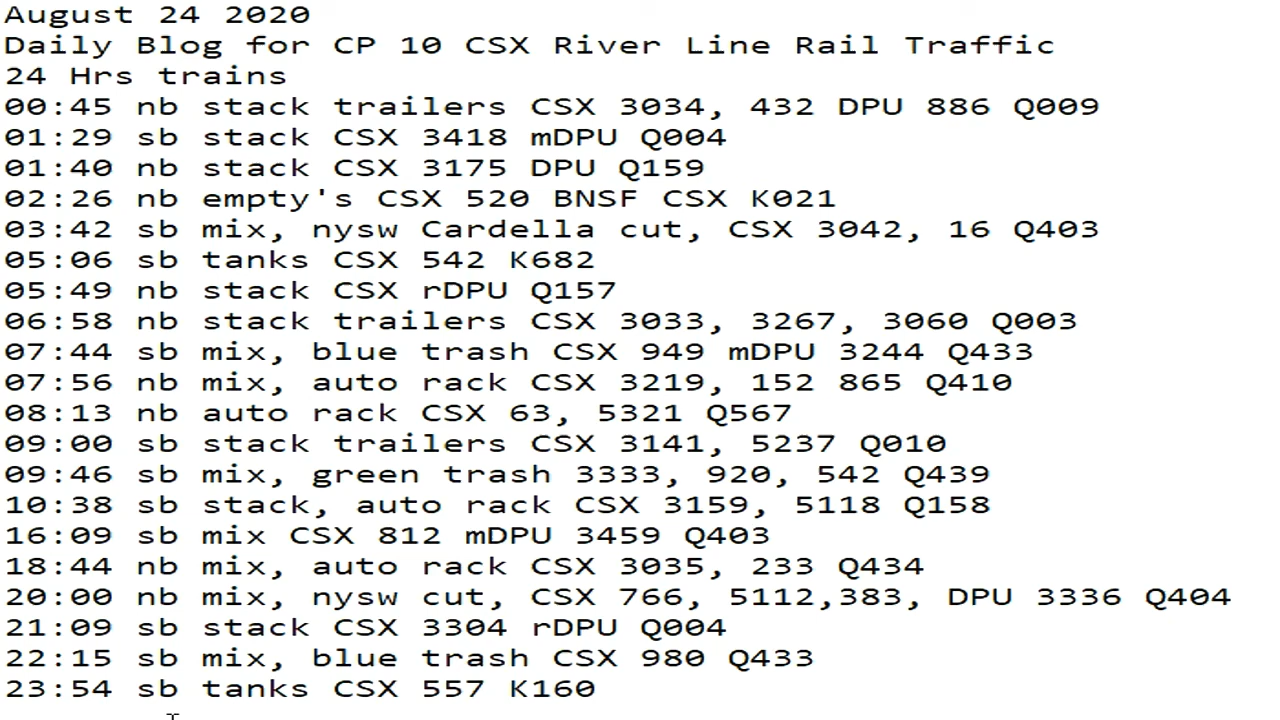 August 24 2020
Daily Blog for CP 10 CSX River Line Rail Traffic
24 Hrs trains
00:45 nb stack trailers CSX 3034, 432 DPU 886 Q009
01:29 sb stack CSX 3418 mDPU Q004
01:40 nb stack CSX 3175 DPU Q159
02:26 nb empty's CSX 520 BNSF CSX K021
03:42 sb mix, nysw Cardella cut, CSX 3042, 16 Q403
05:06 sb tanks CSX 542 K682
05:49 nb stack CSX rDPU Q157
06:58 nb stack trailers CSX 3033, 3267, 3060 Q003
07:44 sb mix, blue trash CSX 949 mDPU 3244 Q433
07:56 nb mix, auto rack CSX 3219, 152 865 Q410
08:13 nb auto rack CSX 63, 5321 Q567
09:00 sb stack trailers CSX 3141, 5237 Q010
09:46 sb mix, green trash 3333, 920, 542 Q439
10:38 sb stack, auto rack CSX 3159, 5118 Q158
16:09 sb mix CSX 812 mDPU 3459 Q403
18:44 nb mix, auto rack CSX 3035, 233 Q434
20:00 nb mix, nysw cut, CSX 766, 5112,383, DPU 3336 Q404
21:09 sb stack CSX 3304 rDPU Q004
22:15 sb mix, blue trash CSX 980 Q433
23:54 sb tanks CSX 557 K160